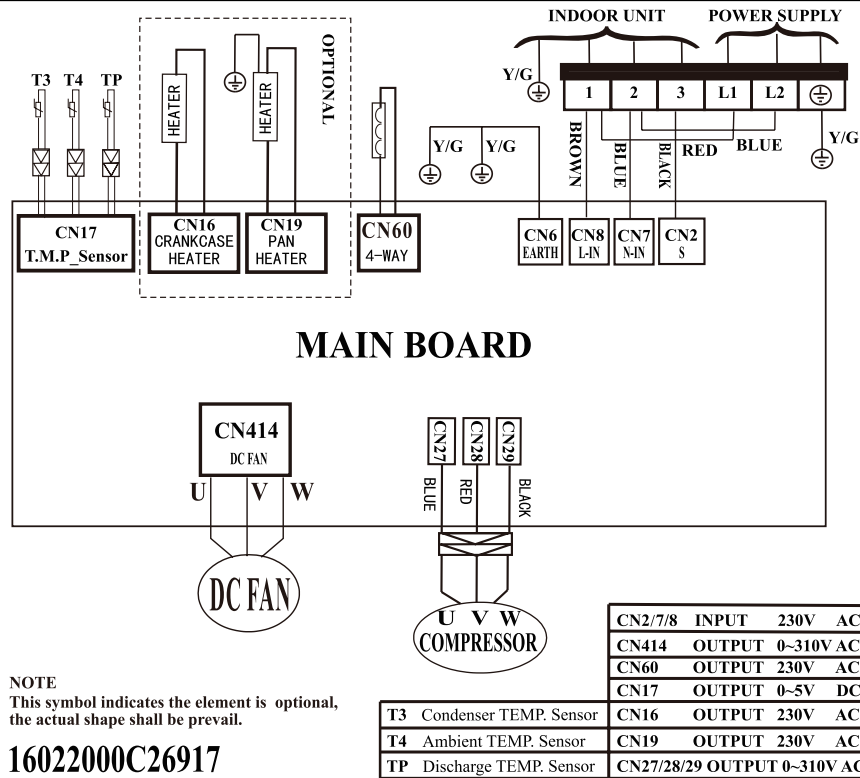 INDOOR UNIT
POWER SUPPLY
Y/G
1
2
3
L1
L2
Y/G
BROWN
BLUE
BLACK
RED
BLUE
T3
T4
TP
HEATER
HEATER
OPTIONAL
Y/G
Y/G
CN17
T.M.P_Sensor
CN16
CRANKCASE
HEATER
CN19
PAN
HEATER
CN60
4-WAY
CN6
EARTH
CN8
L-IN
CN7
N-IN
CN2
S
MAIN BOARD
CN414
DC FAN
U
V
W
DC FAN
CN27
CN28
CN29
BLUE
RED
BLACK
U V W
COMPRESSOR
NOTE
This symbol indicates the element is optional,
the actual shape shall be prevail.
16022000C26917
T3 Condenser TEMP. Sensor
T4 Ambient TEMP. Sensor
TP Discharge TEMP. Sensor
CN2/7/8 INPUT 230V AC
CN414 OUTPUT 0~310V AC
CN60 OUTPUT 230V AC
CN17 OUTPUT 0~5V DC
CN16 OUTPUT 230V AC
CN19 OUTPUT 230V AC
CN27/28/29 OUTPUT 0~310V AC